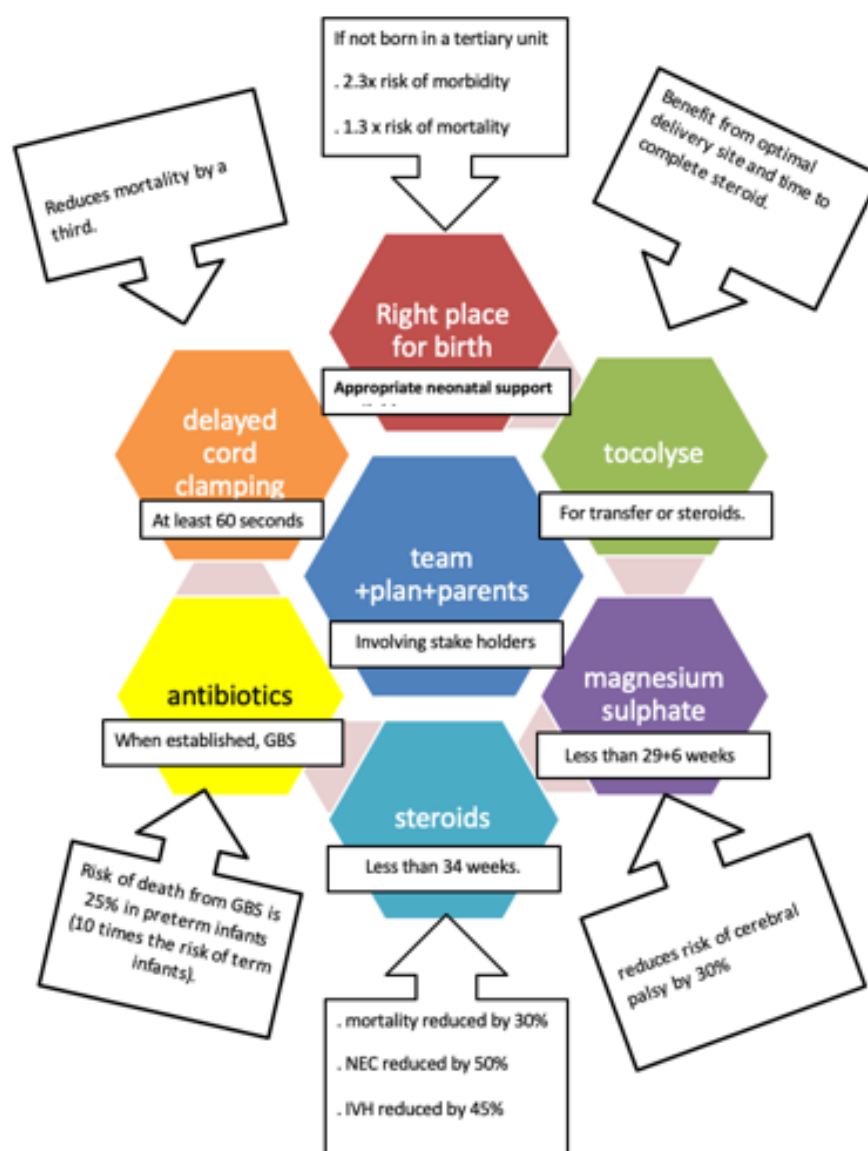 If not born in a tertiary unit
. 2.3x risk of morbidity
. 1.3 x risk of mortality
Reduces mortality by a
third.
Benefit from optimal
delivery site and time to
complete steroid.
Right place
for birth
Appropriate neonatal support
delayed
cord
clamping
At least 60 seconds
tocolyse
For transfer or steroids.
team
+plan+parents
Involving stake holders
antibiotics
When established, GBS
magnesium
sulphate
Less than 29+6 weeks
steroids
Less than 34 weeks.
Risk of death from GBS is
25% in preterm infants
(10 times the risk of term
infants).
reduces risk of cerebral
palsy by 30%
. mortality reduced by 30%
. NEC reduced by 50%
. IVH reduced by 45%